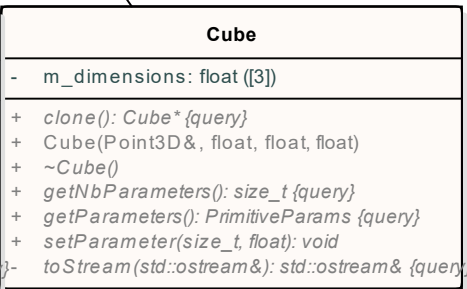 Cube
- m_dimensions: float ([3])
+ clone(): Cube* {query}
+ Cube(Point3D&, float, float, float)
+ ~Cube()
+ getNbParameters(): size_t {query}
+ getParameters(): PrimitiveParams {query}
+ setParameter(size_t, float): void
}- toStream(std::ostream&): std::ostream& {query}